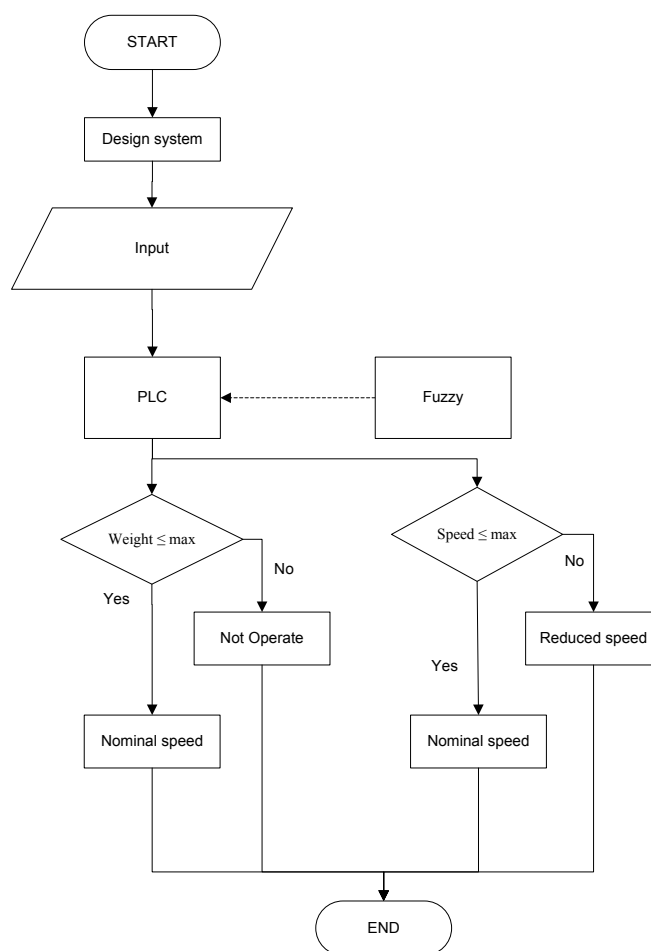 START
Design system
Input
PLC
Fuzzy
Weight ≤ max
Speed ≤ max
No
No
Yes
Not Operate
Reduced speed
Yes
Nominal speed
Nominal speed
END